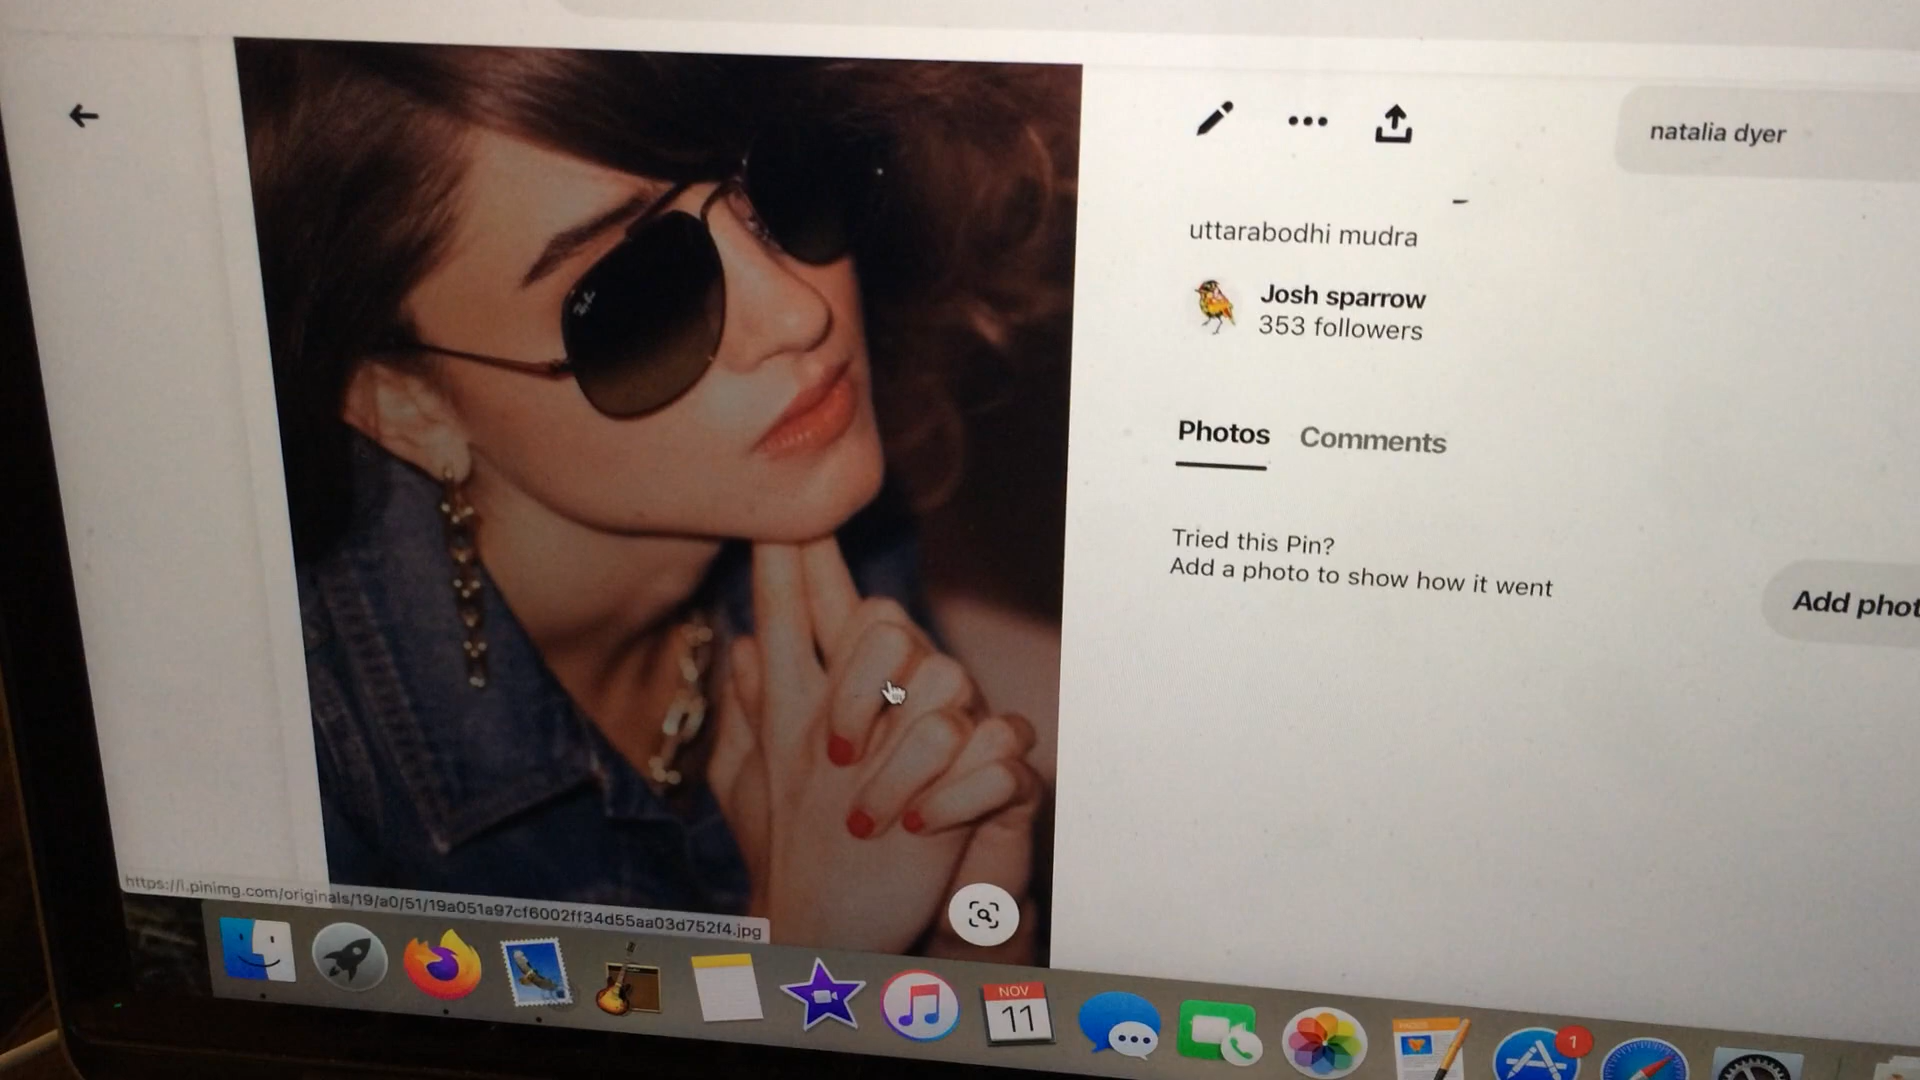 natalia dyer
uttarabodhi mudra
Josh sparrow
353 followers
Photos Comments
Tried this Pin?
Add a photo to show how it went
Add phot
https://i.pinimg.com/originals/19/a0/51/19a051a97cf6002ff34d55aa03d752f4.jpg
NOV
11
1